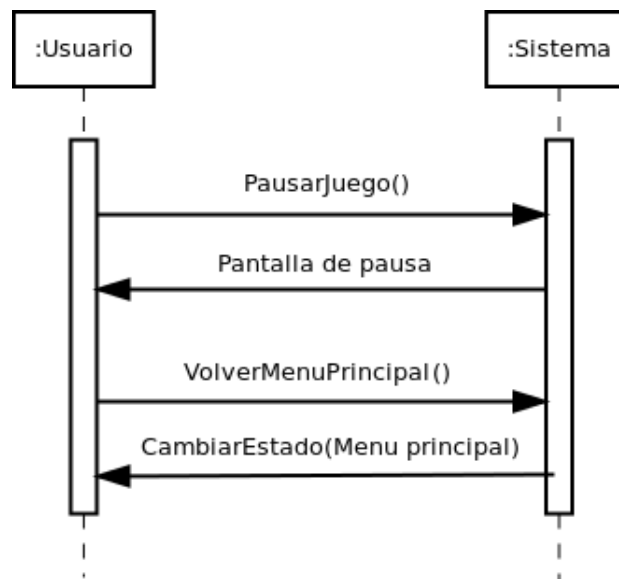 :Usuario
:Sistema
PausarJuego()
Pantalla de pausa
VolverMenuPrincipal()
CambiarEstado(Menu principal)